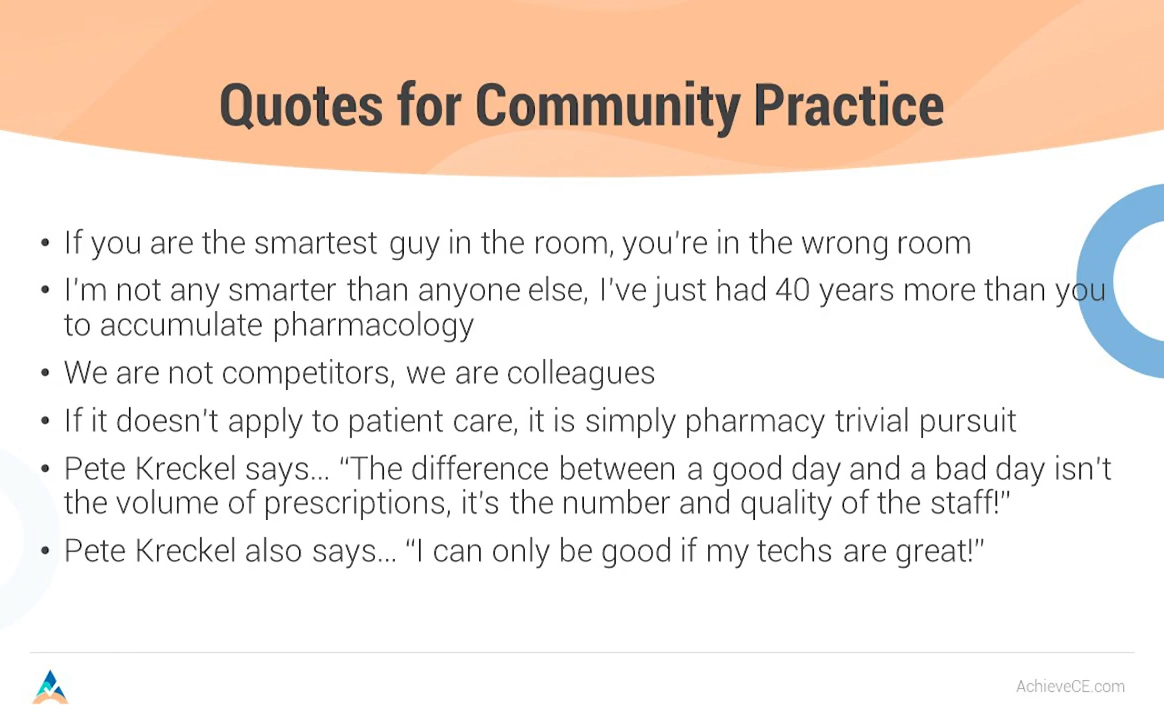 Quotes for Community Practice
• If you are the smartest guy in the room, you're in the wrong room
• I'm not any smarter than anyone else, I've just had 40 years more than you
to accumulate pharmacology
• We are not competitors, we are colleagues
• If it doesn't apply to patient care, it is simply pharmacy trivial pursuit
• Pete Kreckel says... “The difference between a good day and a bad day isn't
the volume of prescriptions, it's the number and quality of the staff!”
• Pete Kreckel also says... “I can only be good if my techs are great!”
AchieveCE.com